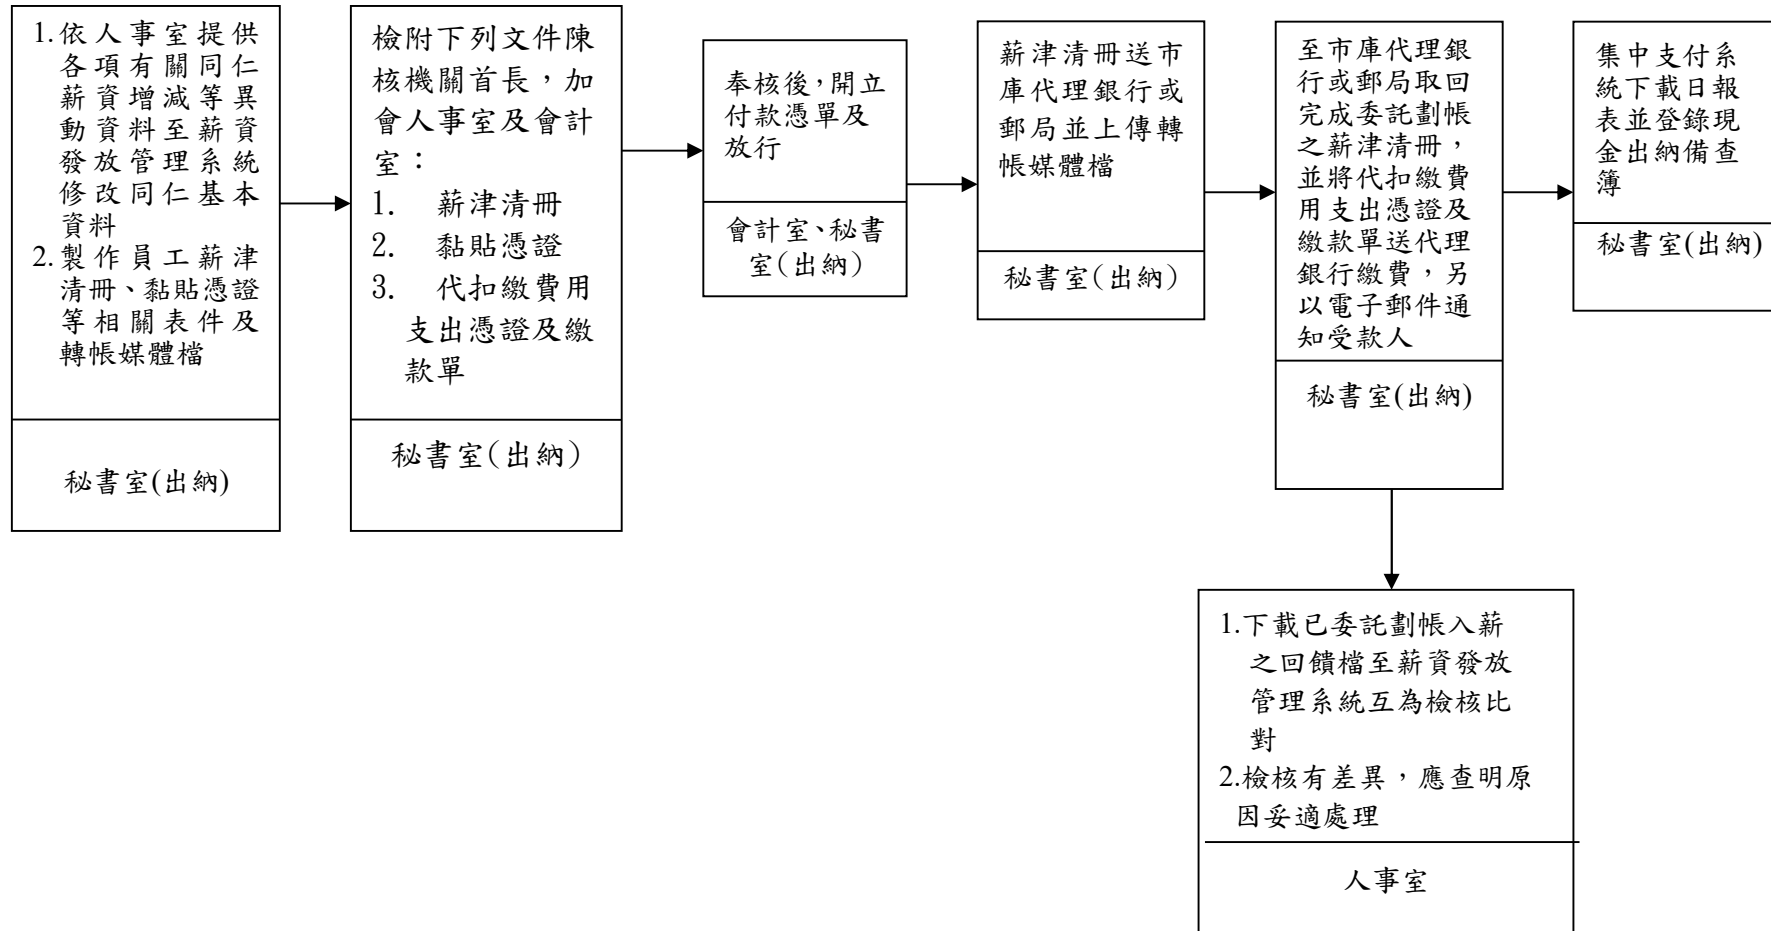 1.依人事室提供
各項有關同仁
薪資增減等異
動資料至薪資
發放管理系統
修改同仁基本
資料
2.製作員工薪津
清冊、黏貼憑證
等相關表件及
轉帳媒體檔
秘書室(出納)
檢附下列文件陳
核機關首長，加
會人事室及會計
室：
1. 薪津清冊
2. 黏貼憑證
3. 代扣繳費用
支出憑證及繳
款單
秘書室(出納)
奉核後，開立
付款憑單及
放行
會計室、秘書
室(出納)
薪津清冊送市
庫代理銀行或
郵局並上傳轉
帳媒體檔
秘書室(出納)
至市庫代理銀
行或郵局取回
完成委託劃帳
之薪津清冊，
並將代扣繳費
用支出憑證及
繳款單送代理
銀行繳費，另
以電子郵件通
知受款人
秘書室(出納)
集中支付系
統下載日報
表並登錄現
金出納備查
簿
秘書室(出納)
1.下載已委託劃帳入薪
之回饋檔至薪資發放
管理系統互為檢核比
對
2.檢核有差異，應查明原
因妥適處理
人事室